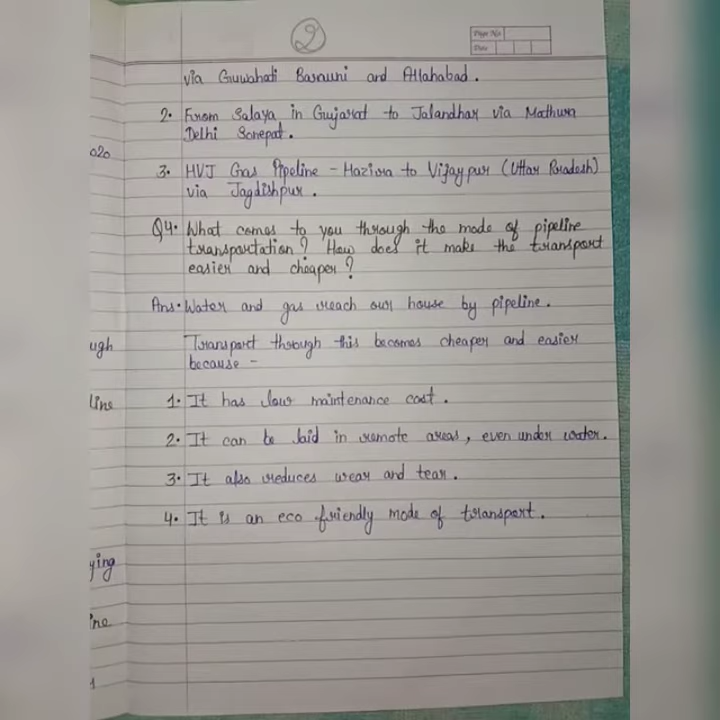 2
Page No
Date
via Guwahati Barauni and Allahabad.
2. From Salaya in Gujarat to Jalandhar via Mathura
Delhi Sonepat.
020
3. HVJ Gas Pipeline - Hazira to Vijaypur (Uttar Pradesh)
via Jagdishpur.
Q4. What comes to you through the mode of pipeline
transportation? How does it make the transport
easier and cheaper?
Ans. Water and gas reach our house by pipeline.
ugh
Transport through this becomes cheaper and easier
because -
line
1. It has low maintenance cost.
2. It can be laid in remote areas, even under water.
3. It also reduces wear and tear.
4. It is an eco friendly mode of transport.
ying
ine